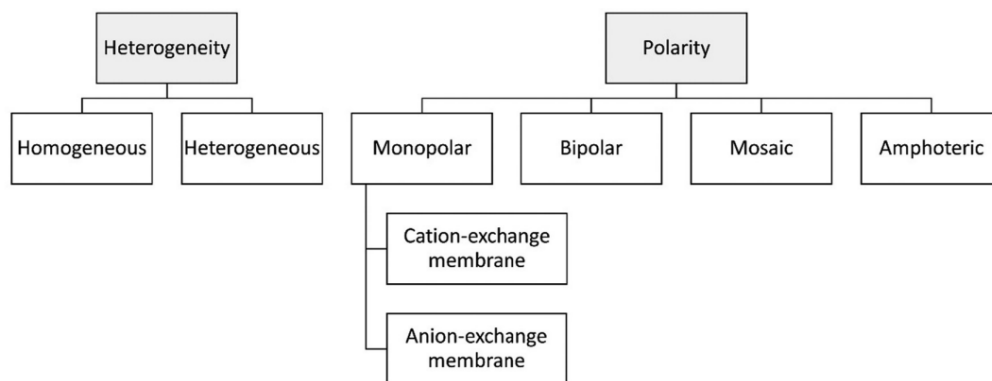 Heterogeneity
Polarity
Homogeneous
Heterogeneous
Monopolar
Bipolar
Mosaic
Amphoteric
Cation-exchange
membrane
Anion-exchange
membrane